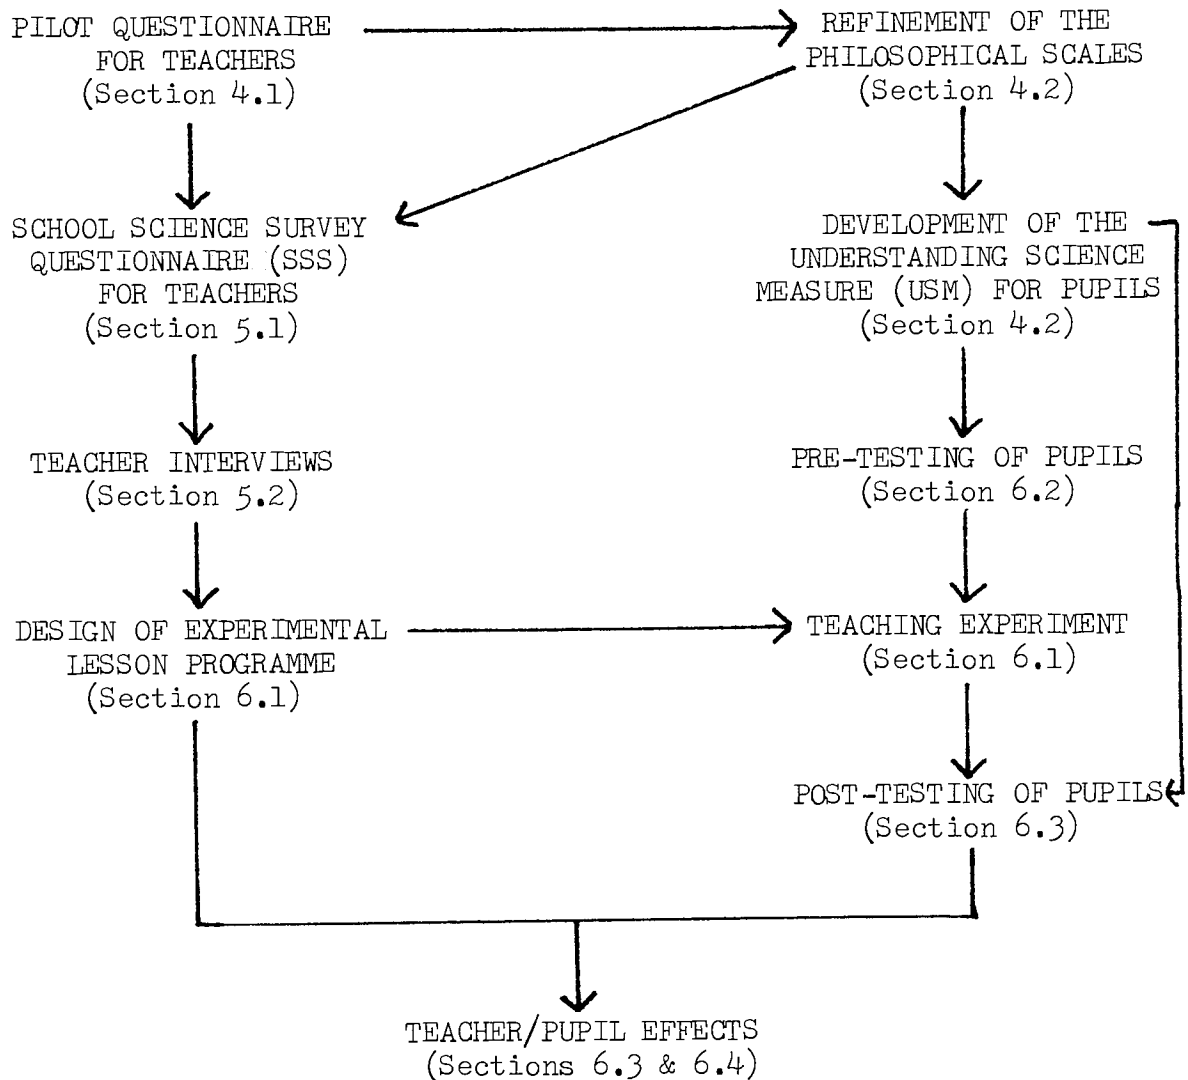 PILOT QUESTIONNAIRE
FOR TEACHERS
(Section 4.1)
REFINEMENT OF THE
PHILOSOPHICAL SCALES
(Section 4.2)
SCHOOL SCIENCE SURVEY
QUESTIONNAIRE (SSS)
FOR TEACHERS
(Section 5.1)
DEVELOPMENT OF THE
UNDERSTANDING SCIENCE
MEASURE (USM) FOR PUPILS
(Section 4.2)
TEACHER INTERVIEWS
(Section 5.2)
PRE-TESTING OF PUPILS
(Section 6.2)
DESIGN OF EXPERIMENTAL
LESSON PROGRAMME
(Section 6.1)
TEACHING EXPERIMENT
(Section 6.1)
POST-TESTING OF PUPILS
(Section 6.3)
TEACHER/PUPIL EFFECTS
(Sections 6.3 & 6.4)